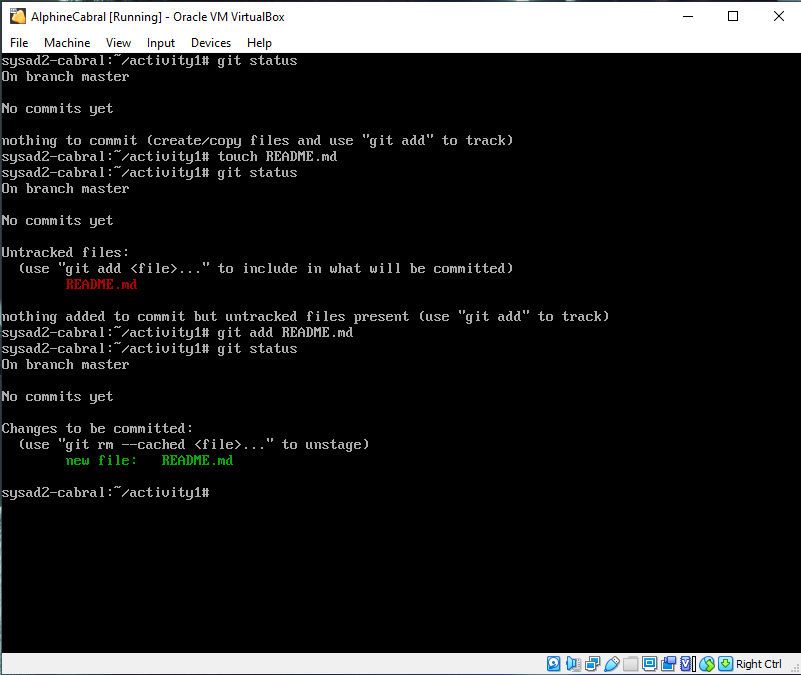 AlphineCabral [Running] - Oracle VM VirtualBox
File Machine View Input Devices Help
sysad2-cabral:~/activity1# git status
On branch master
No commits yet
nothing to commit (create/copy files and use "git add" to track)
sysad2-cabral:~/activity1# touch README.md
sysad2-cabral:~/activity1# git status
On branch master
No commits yet
Untracked files:
(use "git add <file>..." to include in what will be committed)
README.md
nothing added to commit but untracked files present (use "git add" to track)
sysad2-cabral:~/activity1# git add README.md
sysad2-cabral:~/activity1# git status
On branch master
No commits yet
Changes to be committed:
(use "git rm --cached <file>..." to unstage)
new file: README.md
sysad2-cabral:~/activity1#
Right Ctrl